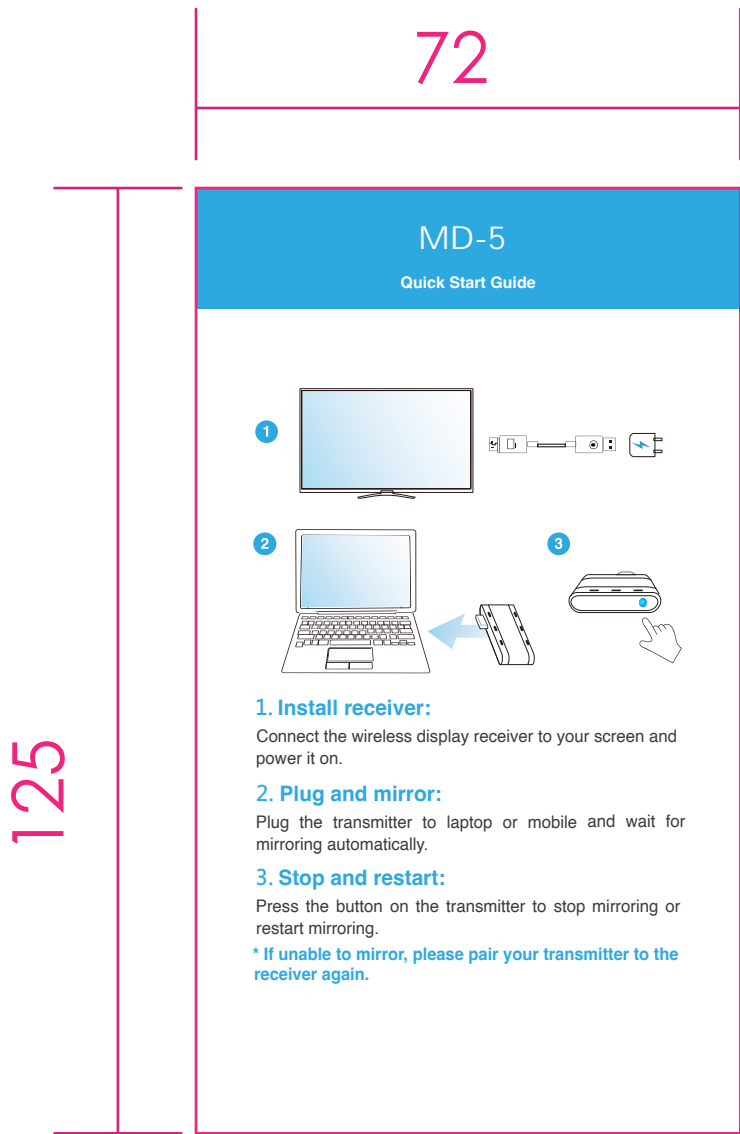 72
MD-5
Quick Start Guide
1
2
3
1. Install receiver:
Connect the wireless display receiver to your screen and
power it on.
2. Plug and mirror:
Plug the transmitter to laptop or mobile and wait for
mirroring automatically.
3. Stop and restart:
Press the button on the transmitter to stop mirroring or
restart mirroring.
* If unable to mirror, please pair your transmitter to the
receiver again.
125